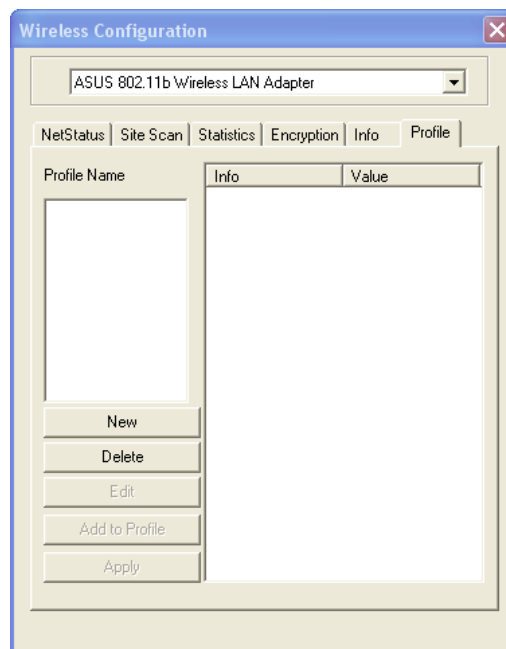 Wireless Configuration
ASUS 802.11b Wireless LAN Adapter
NetStatus Site Scan Statistics Encryption Info Profile
Profile Name Info Value
New
Delete
Edit
Add to Profile
Apply